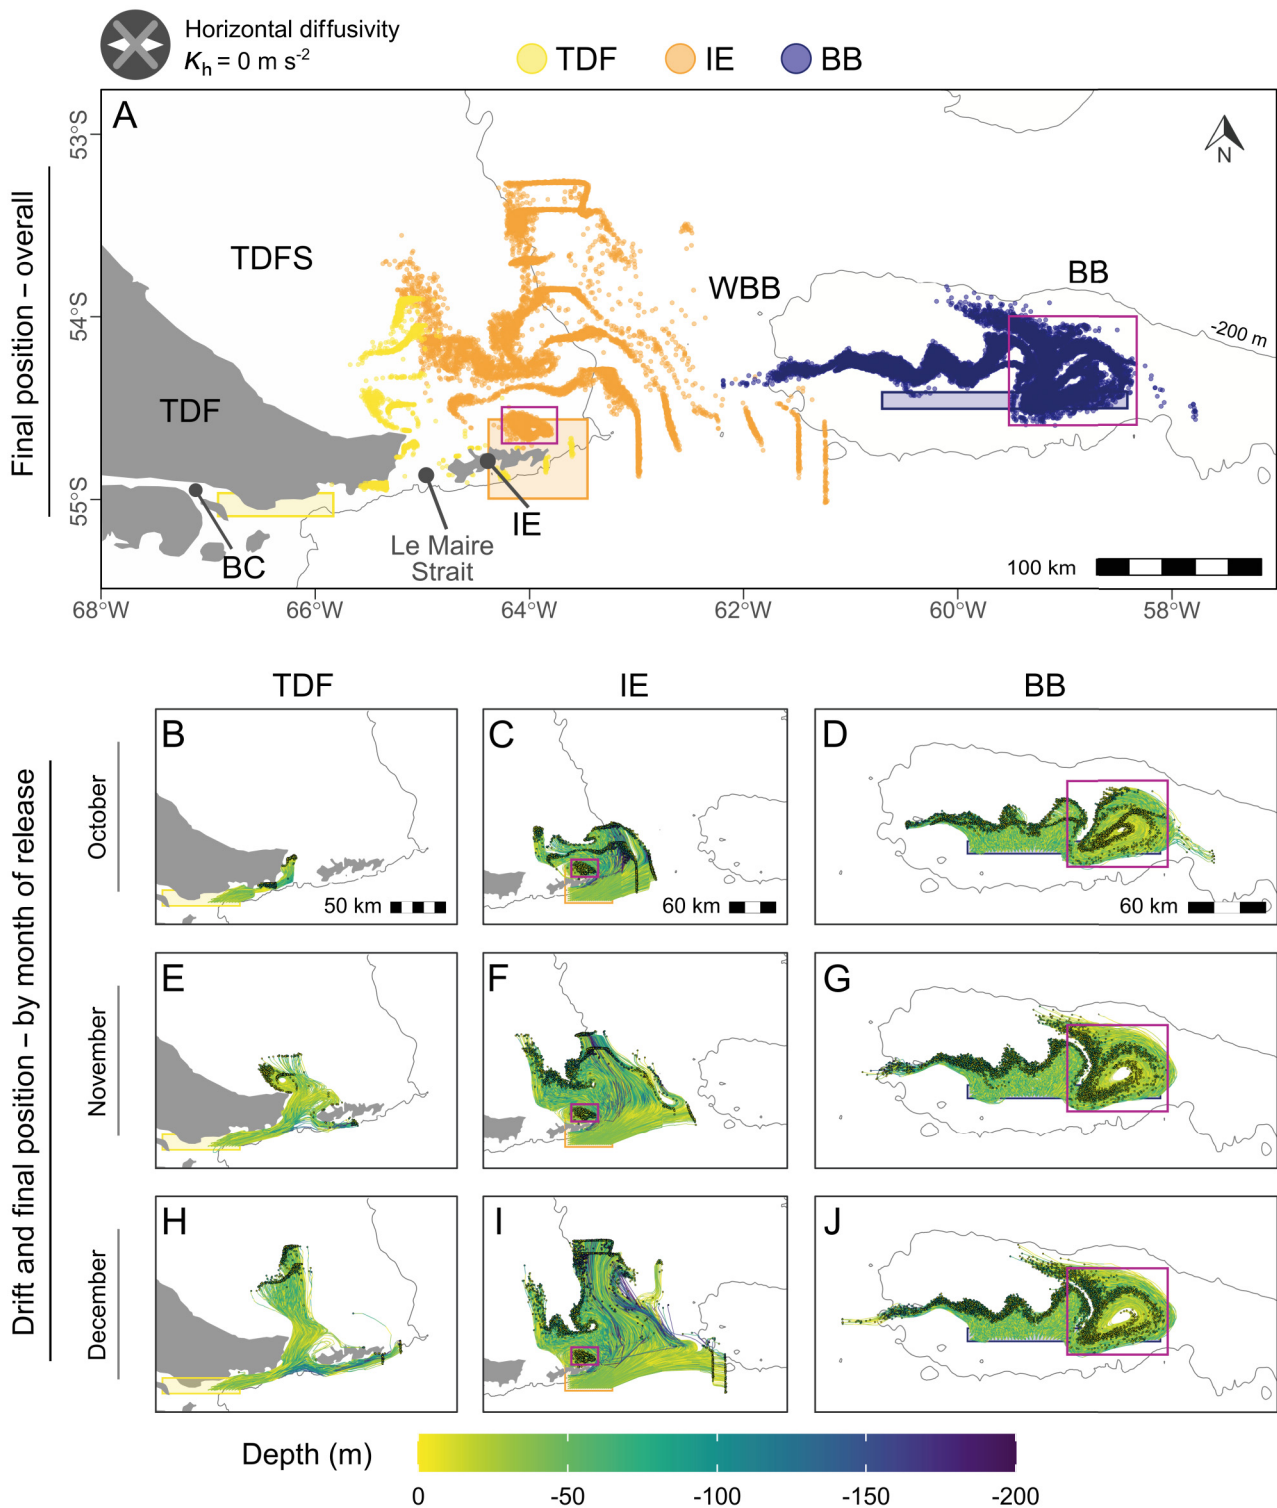 Horizontal diffusivity
Kh = 0 m s-2
TDF IE BB
A
N
53°S
54°S
55°S
Final position – overall
TDFS
WBB
BB
-200 m
TDF
IE
Le Maire
Strait
BC
100 km
68°W 66°W 64°W 62°W 60°W 58°W
TDF IE BB
Drift and final position – by month of release
October
B C D
50 km 60 km 60 km
November
E F G
December
H I J
Depth (m)
0 -50 -100 -150 -200